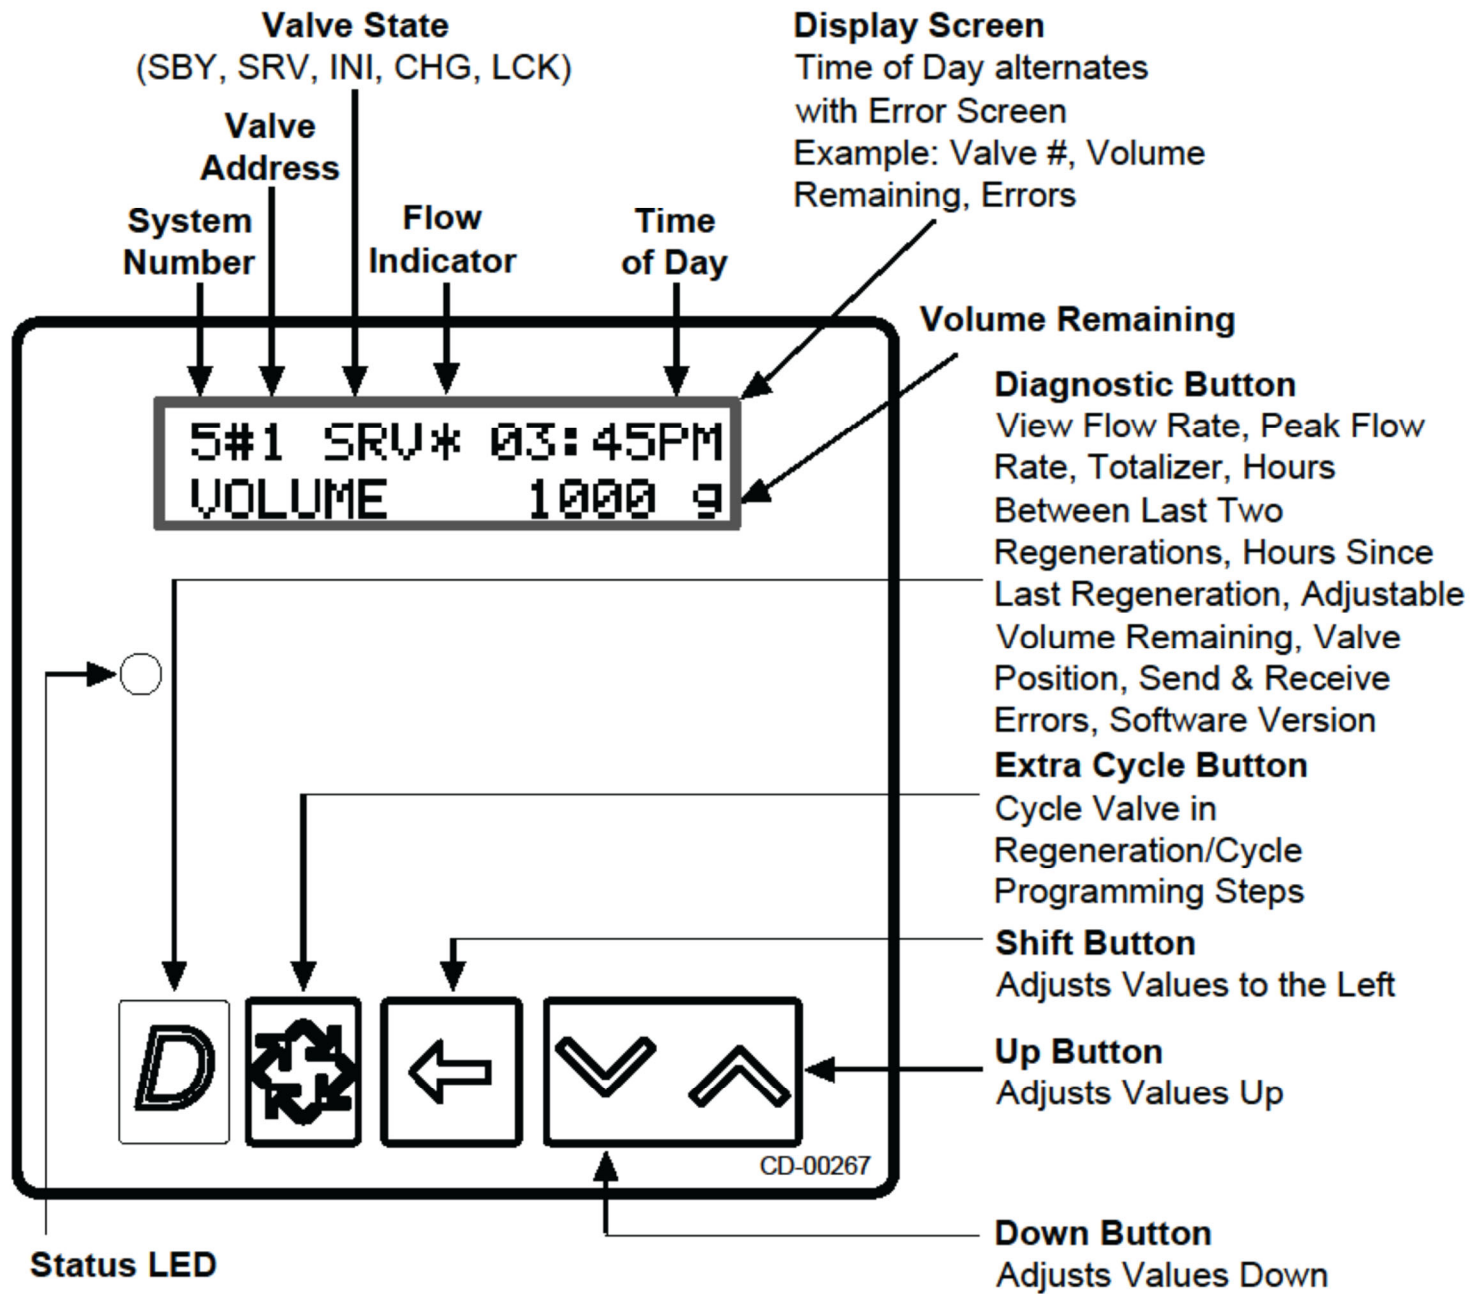 Valve State
(SBY, SRV, INI, CHG, LCK)
Valve
Address
System
Number
Flow
Indicator
Time
of Day
Display Screen
Time of Day alternates
with Error Screen
Example: Valve #, Volume
Remaining, Errors
Volume Remaining
5#1 SRV* 03:45PM
VOLUME 1000 g
Diagnostic Button
View Flow Rate, Peak Flow
Rate, Totalizer, Hours
Between Last Two
Regenerations, Hours Since
Last Regeneration, Adjustable
Volume Remaining, Valve
Position, Send & Receive
Errors, Software Version
Extra Cycle Button
Cycle Valve in
Regeneration/Cycle
Programming Steps
Shift Button
Adjusts Values to the Left
Up Button
Adjusts Values Up
D
CD-00267
Down Button
Adjusts Values Down
Status LED